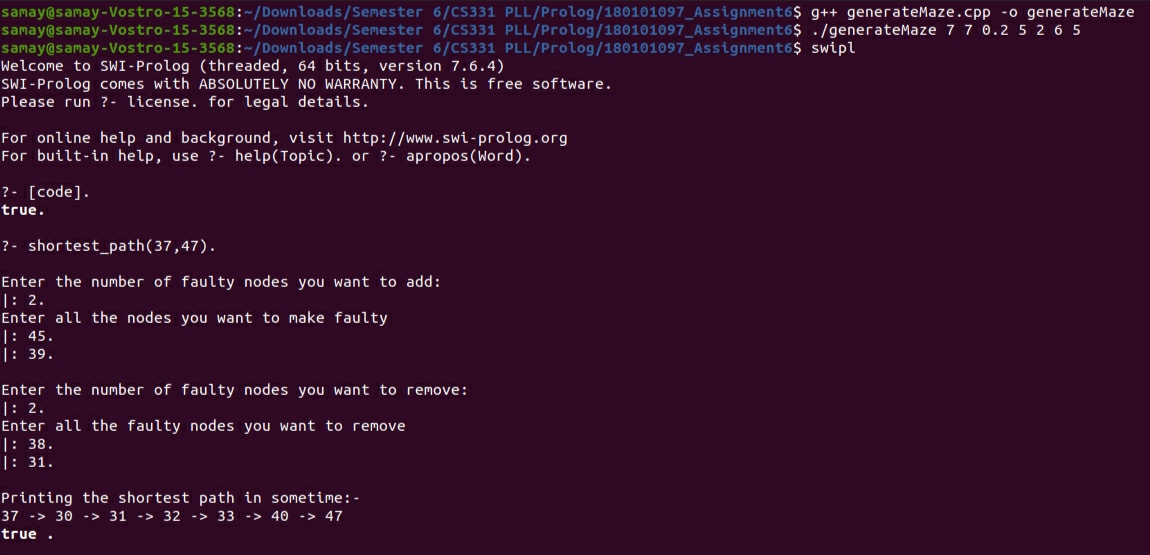 samay@samay-Vostro-15-3568:~/Downloads/Semester 6/CS331 PLL/Prolog/180101097_Assignment6$ g++ generateMaze.cpp -o generateMaze
samay@samay-Vostro-15-3568:~/Downloads/Semester 6/CS331 PLL/Prolog/180101097_Assignment6$ ./generateMaze 7 7 0.2 5 2 6 5
samay@samay-Vostro-15-3568:~/Downloads/Semester 6/CS331 PLL/Prolog/180101097_Assignment6$ swipl
Welcome to SWI-Prolog (threaded, 64 bits, version 7.6.4)
SWI-Prolog comes with ABSOLUTELY NO WARRANTY. This is free software.
Please run ?- license. for legal details.

For online help and background, visit http://www.swi-prolog.org
For built-in help, use ?- help(Topic). or ?- apropos(Word).

?- [code].
true.

?- shortest_path(37,47).

Enter the number of faulty nodes you want to add:
|: 2.
Enter all the nodes you want to make faulty
|: 45.
|: 39.

Enter the number of faulty nodes you want to remove:
|: 2.
Enter all the faulty nodes you want to remove
|: 38.
|: 31.

Printing the shortest path in sometime:-
37 -> 30 -> 31 -> 32 -> 33 -> 40 -> 47
true .